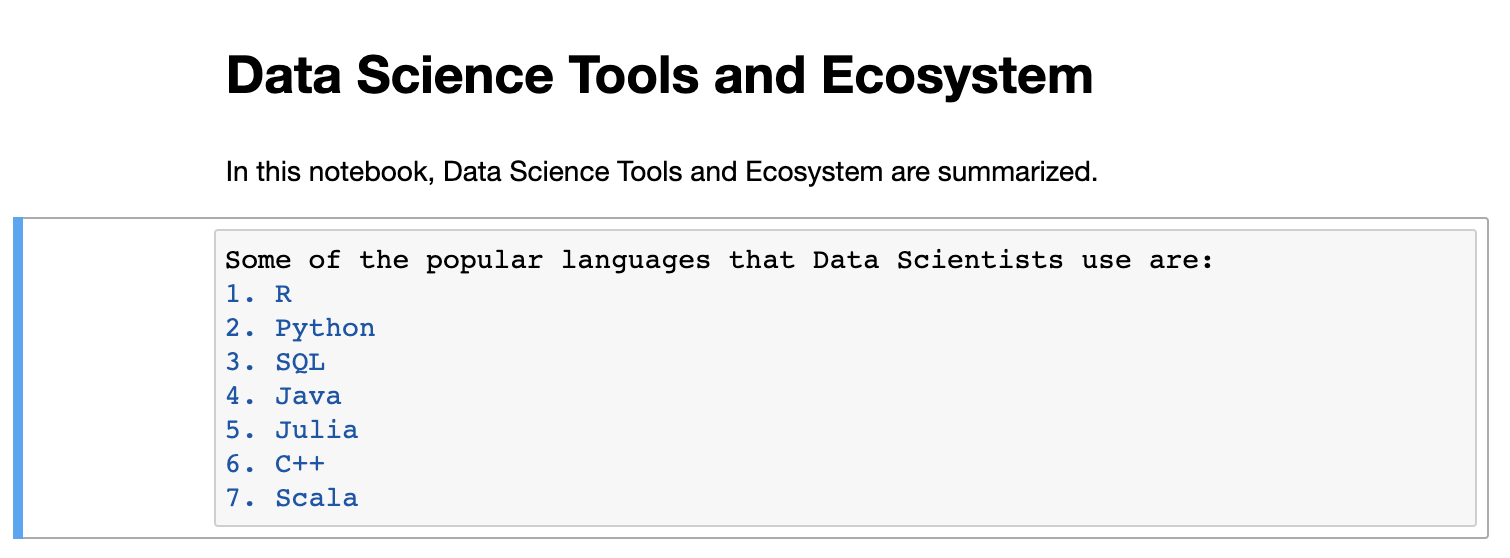 Data Science Tools and Ecosystem
In this notebook, Data Science Tools and Ecosystem are summarized.
Some of the popular languages that Data Scientists use are:
1. R
2. Python
3. SQL
4. Java
5. Julia
6. C++
7. Scala